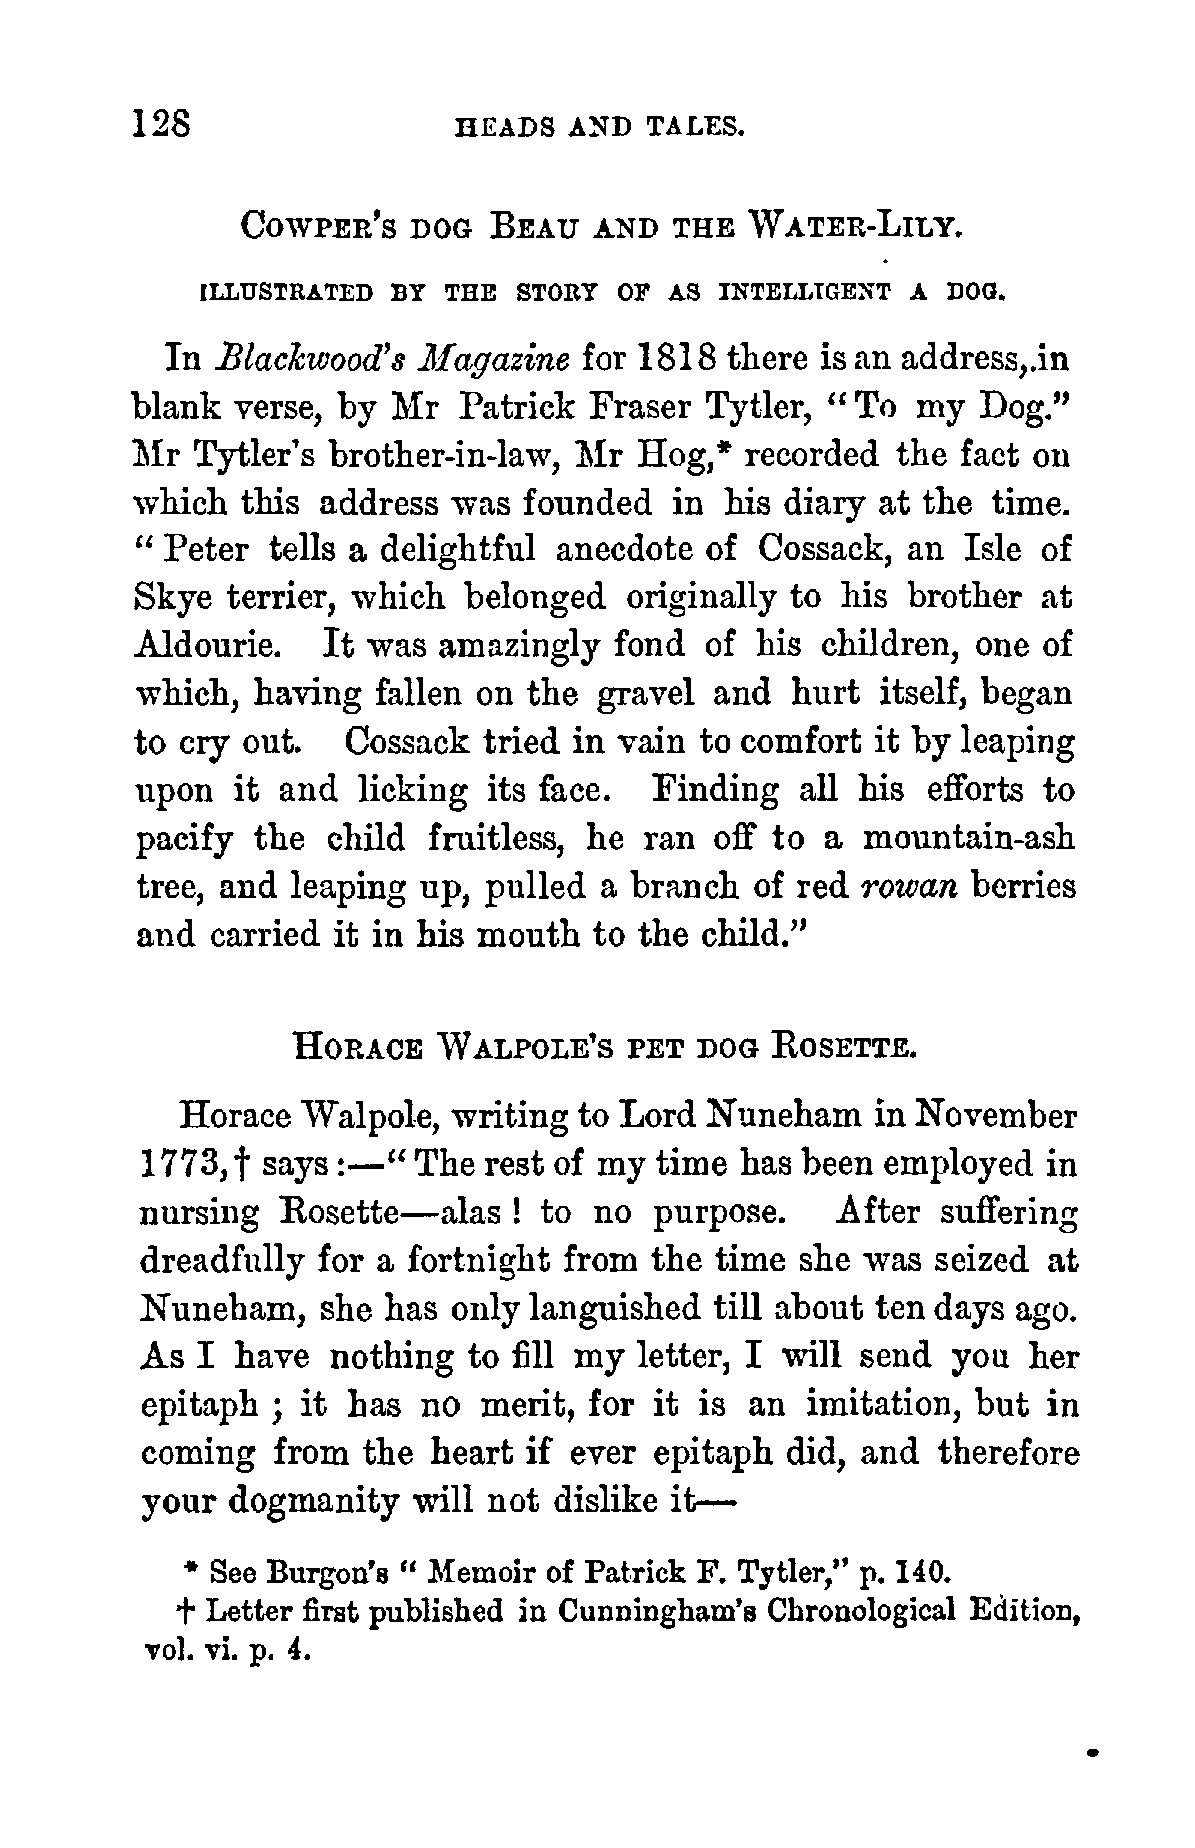 128 HEADS AND TALES.
COWPER'S DOG BEAU AND THE WATER-LILY.
ILLUSTRATED BY THE STORY OF AS INTELLIGENT A DOG.
In Blackwood's Magazine for 1818 there is an address, in
blank verse, by Mr Patrick Fraser Tytler, “To my Dog.”
Mr Tytler's brother-in-law, Mr Hog,* recorded the fact on
which this address was founded in his diary at the time.
“Peter tells a delightful anecdote of Cossack, an Isle of
Skye terrier, which belonged originally to his brother at
Aldourie. It was amazingly fond of his children, one of
which, having fallen on the gravel and hurt itself, began
to cry out. Cossack tried in vain to comfort it by leaping
upon it and licking its face. Finding all his efforts to
pacify the child fruitless, he ran off to a mountain-ash
tree, and leaping up, pulled a branch of red rowan berries
and carried it in his mouth to the child.”
HORACE WALPOLE'S PET DOG ROSETTE.
Horace Walpole, writing to Lord Nuneham in November
1773,† says:—“The rest of my time has been employed in
nursing Rosette—alas! to no purpose. After suffering
dreadfully for a fortnight from the time she was seized at
Nuneham, she has only languished till about ten days ago.
As I have nothing to fill my letter, I will send you her
epitaph; it has no merit, for it is an imitation, but in
coming from the heart if ever epitaph did, and therefore
your dogmanity will not dislike it—
* See Burgon's “Memoir of Patrick F. Tytler,” p. 140.
† Letter first published in Cunningham's Chronological Edition,
vol. vi. p. 4.